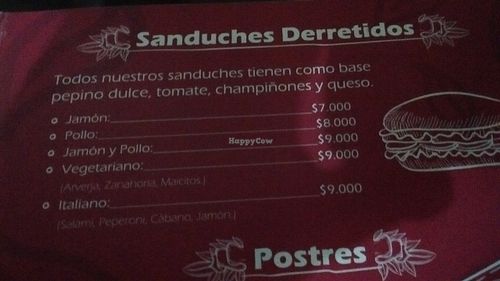 Sanduches Derretidos
Todos nuestros sanduches tienen como base
pepino dulce, tomate, champiñones y queso.
Jamón: $7.000
Pollo: $8.000
Jamón y Pollo: $9.000
Vegetariano: $9.000
(Arverja, Zanahoria, Maicitos.)
Italiano: $9.000
(Salami, Peperoni, Cábano, Jamón.)
HappyCow
Postres